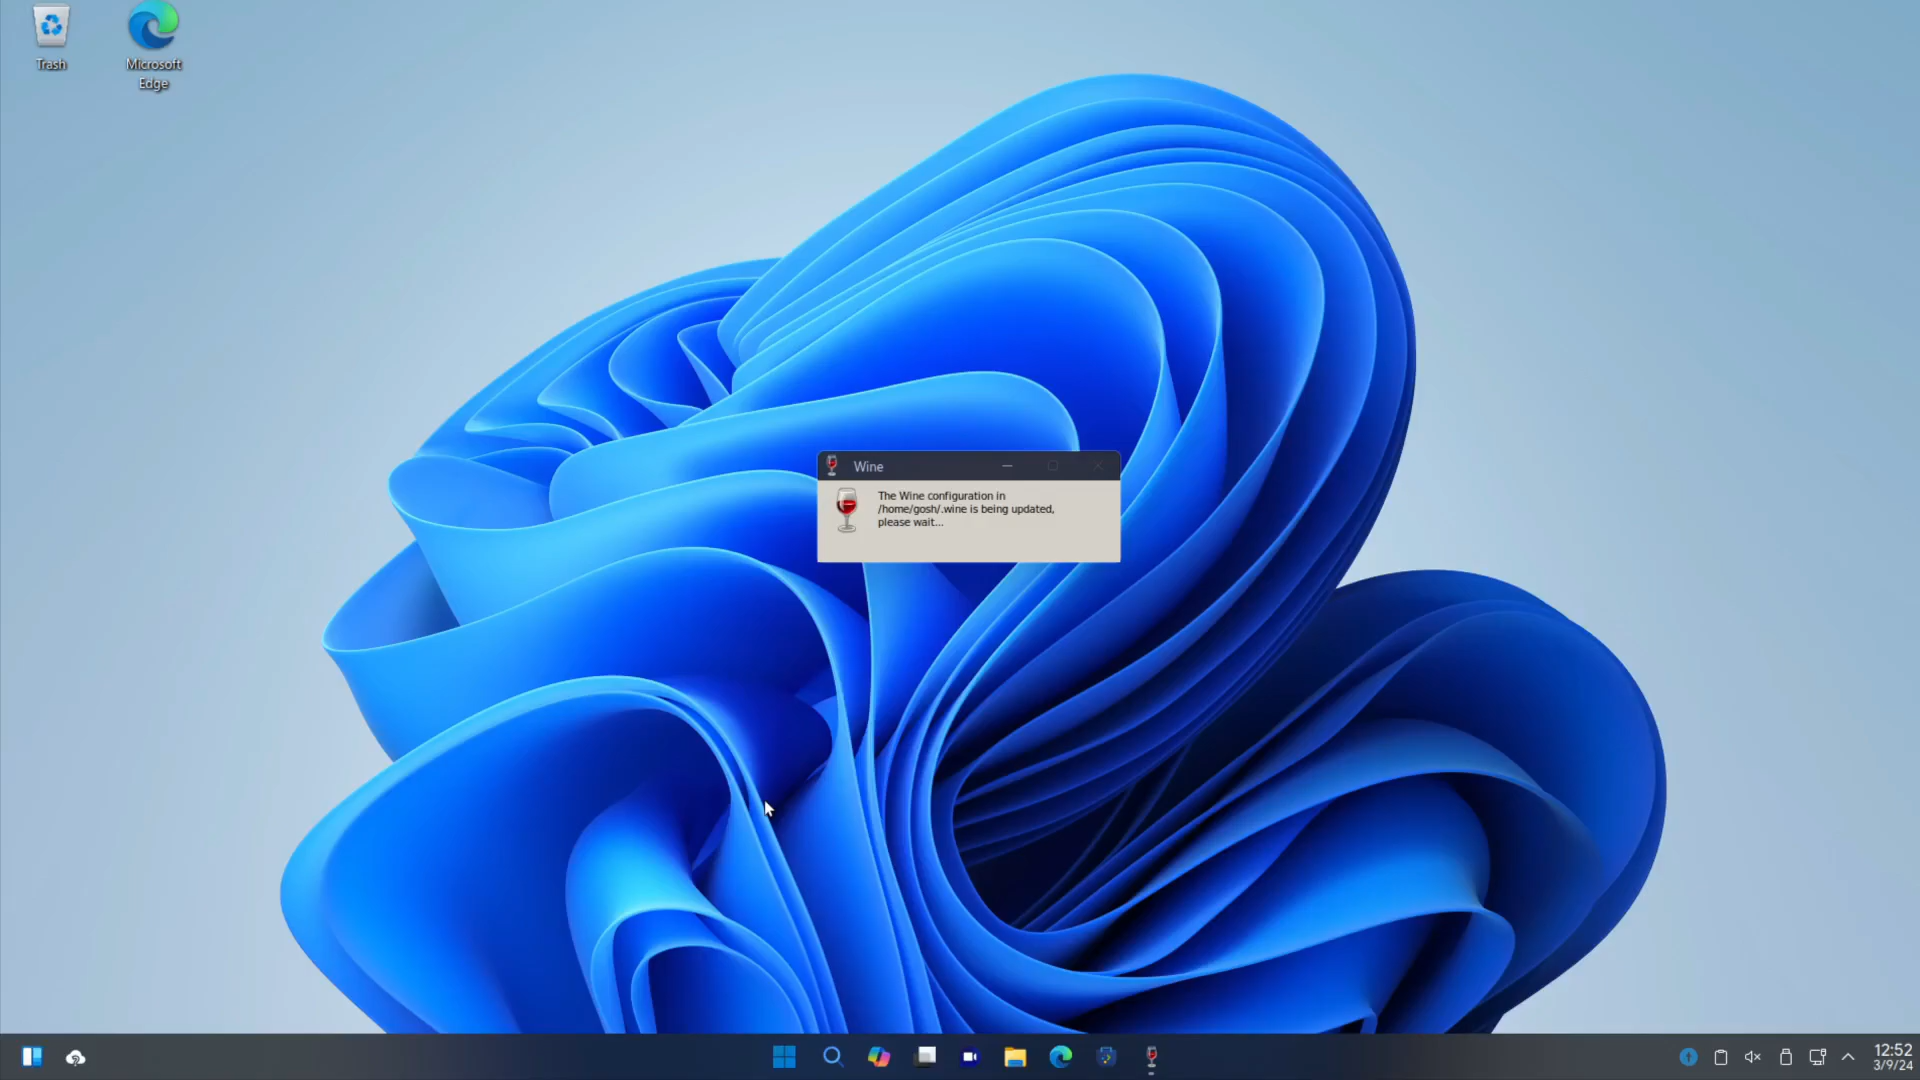 Trash
Microsoft
Edge
Wine
The Wine configuration in
/home/gosh/.wine is being updated,
please wait...
12:52
3/9/24